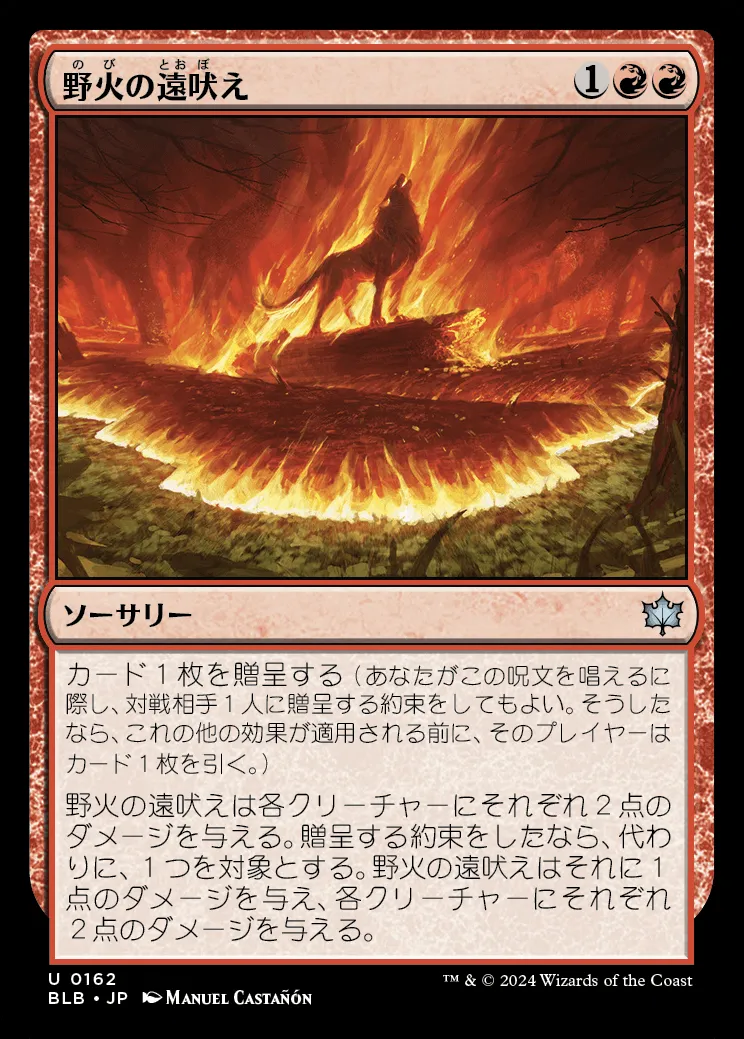 のび とおぼ
野火の遠吠え 1
ソーサリー
カード1枚を贈呈する(あなたがこの呪文を唱えるに
際し、対戦相手1人に贈呈する約束をしてもよい。そうした
なら、これの他の効果が適用される前に、そのプレイヤーは
カード1枚を引く。)
野火の遠吠えは各クリーチャーにそれぞれ2点の
ダメージを与える。贈呈する約束をしたなら、代わ
りに、1つを対象とする。野火の遠吠えはそれに1
点のダメージを与え、各クリーチャーにそれぞれ
2点のダメージを与える。
U 0162
BLB • JP Manuel Castañón
™ & © 2024 Wizards of the Coast